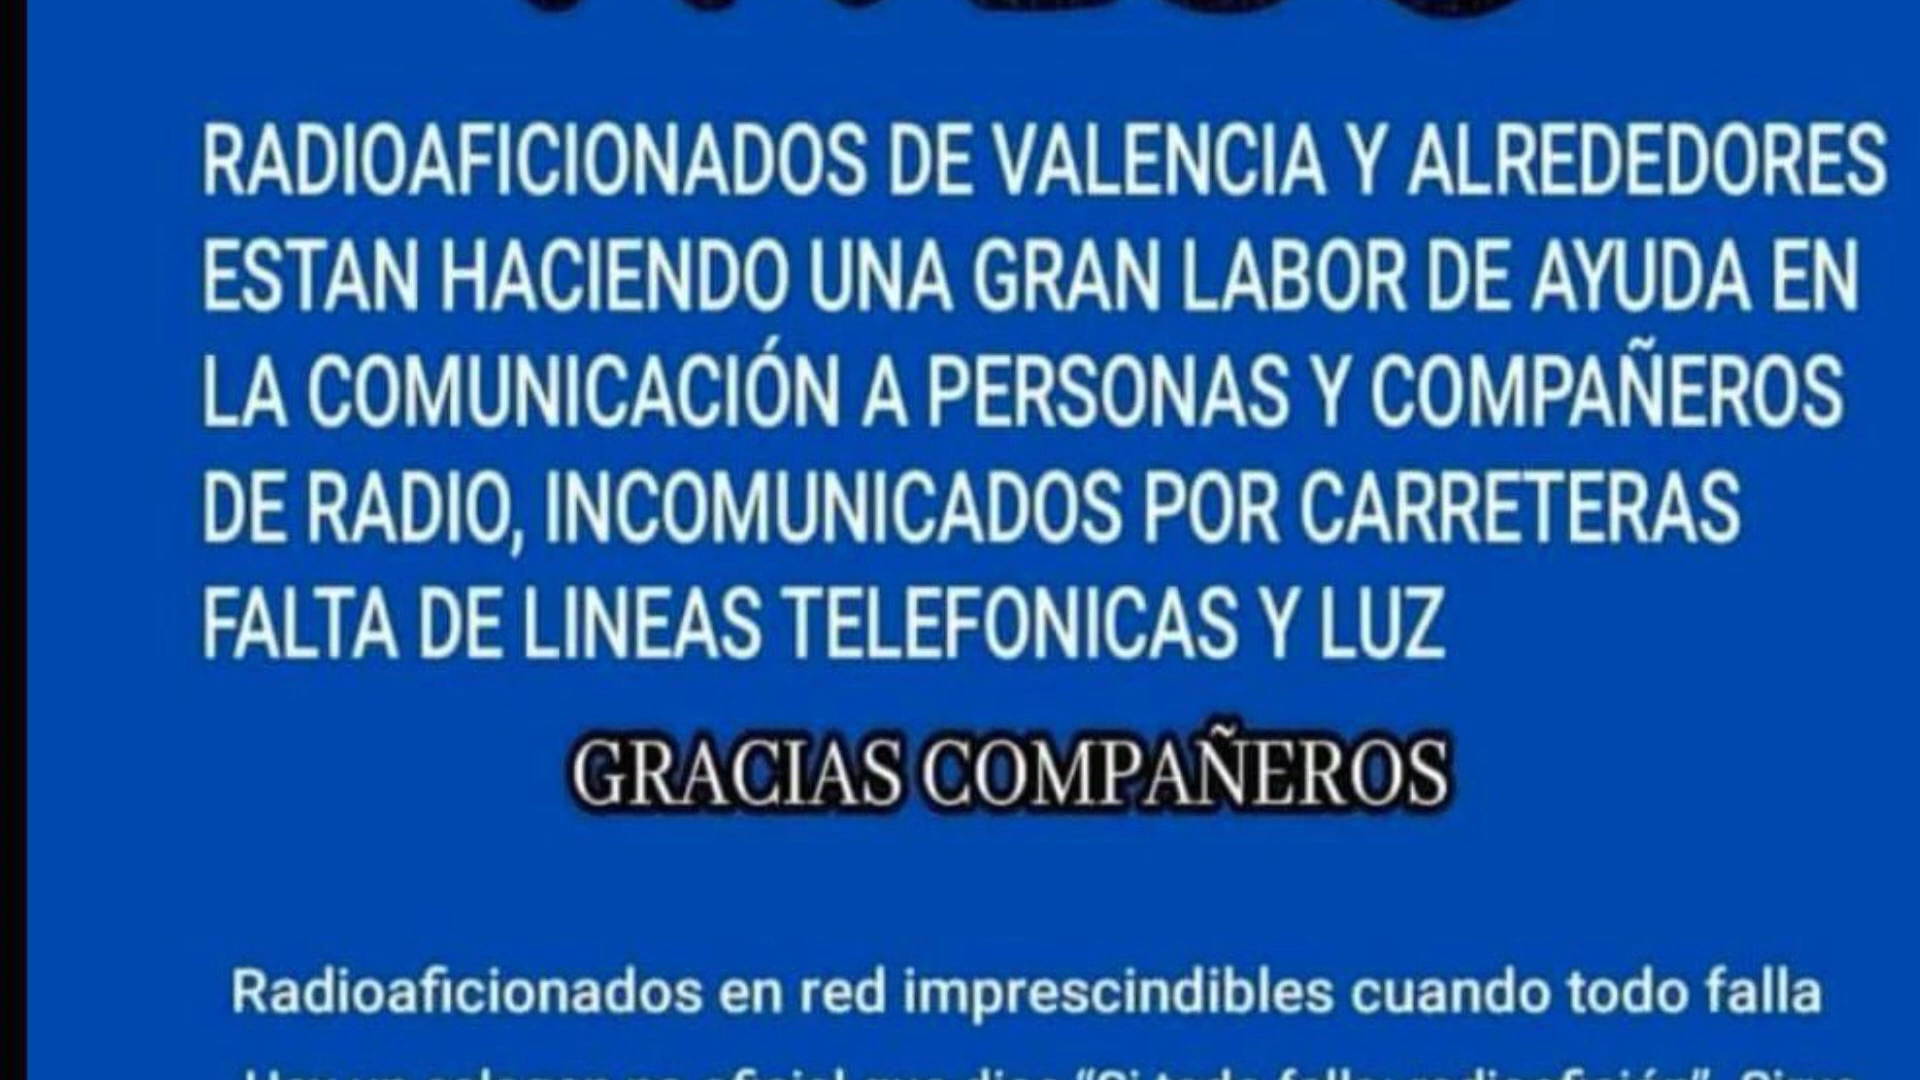 RADIOAFICIONADOS DE VALENCIA Y ALREDEDORES
ESTAN HACIENDO UNA GRAN LABOR DE AYUDA EN
LA COMUNICACIÓN A PERSONAS Y COMPAÑEROS
DE RADIO, INCOMUNICADOS POR CARRETERAS
FALTA DE LINEAS TELEFONICAS Y LUZ
GRACIAS COMPAÑEROS
Radioaficionados en red imprescindibles cuando todo falla